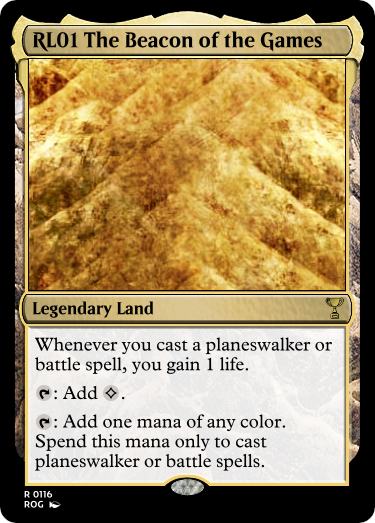 RL01 The Beacon of the Games
Legendary Land
Whenever you cast a planeswalker or
battle spell, you gain 1 life.
: Add .
: Add one mana of any color.
Spend this mana only to cast
planeswalker or battle spells.
R 0116
ROG